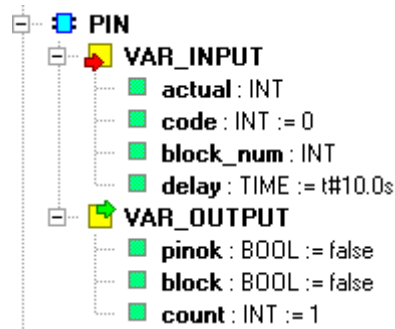 PIN
VAR_INPUT
actual : INT
code : INT := 0
block_num : INT
delay : TIME := t#10.0s
VAR_OUTPUT
pinok : BOOL := false
block : BOOL := false
count : INT := 1